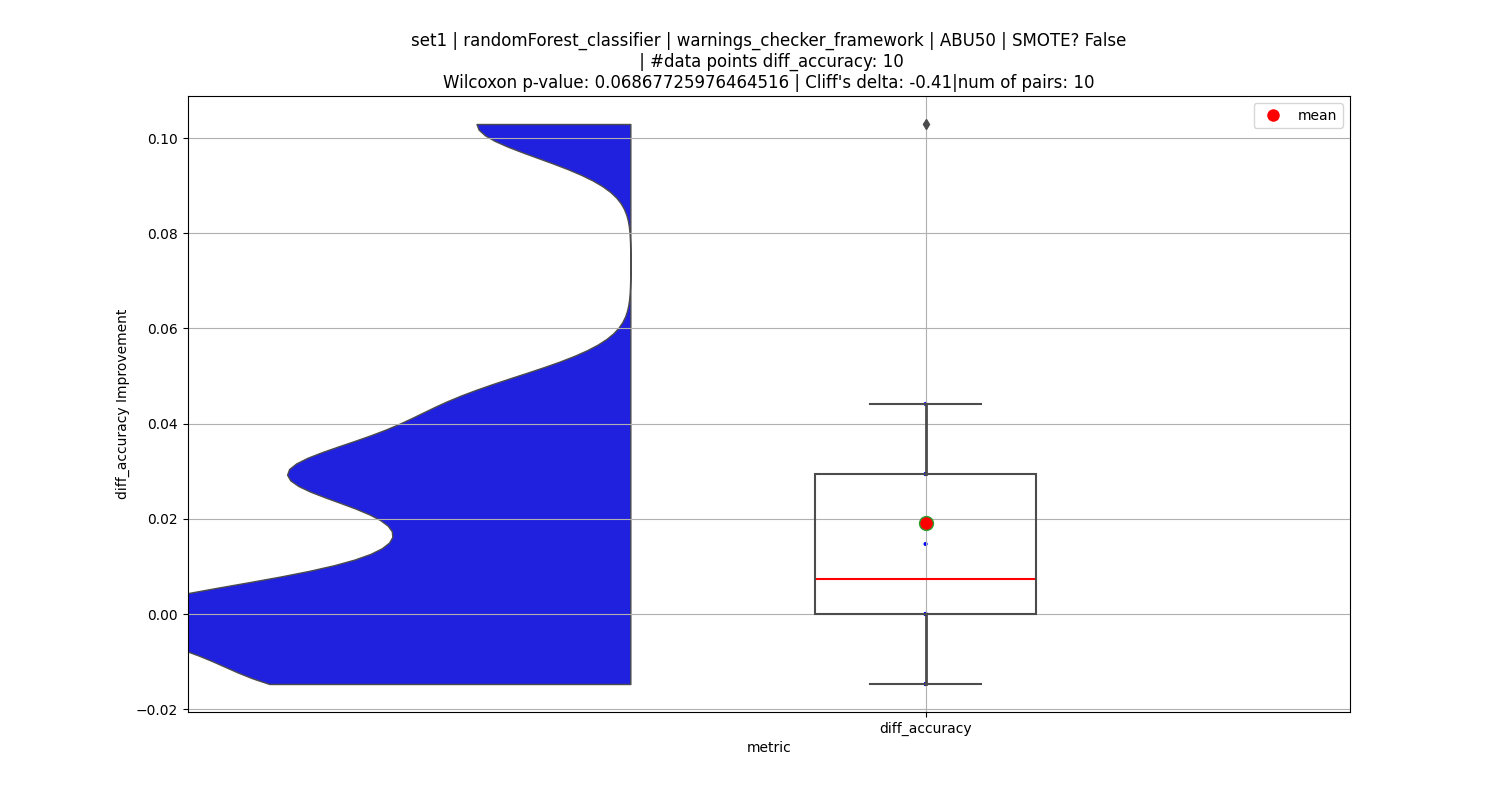 set1 | randomForest_classifier | warnings_checker_framework | ABU50 | SMOTE? False
| #data points diff_accuracy: 10
Wilcoxon p-value: 0.06867725976464516 | Cliff's delta: -0.41|num of pairs: 10
mean
0.10
0.08
0.06
0.04
0.02
0.00
−0.02
diff_accuracy Improvement
diff_accuracy
metric